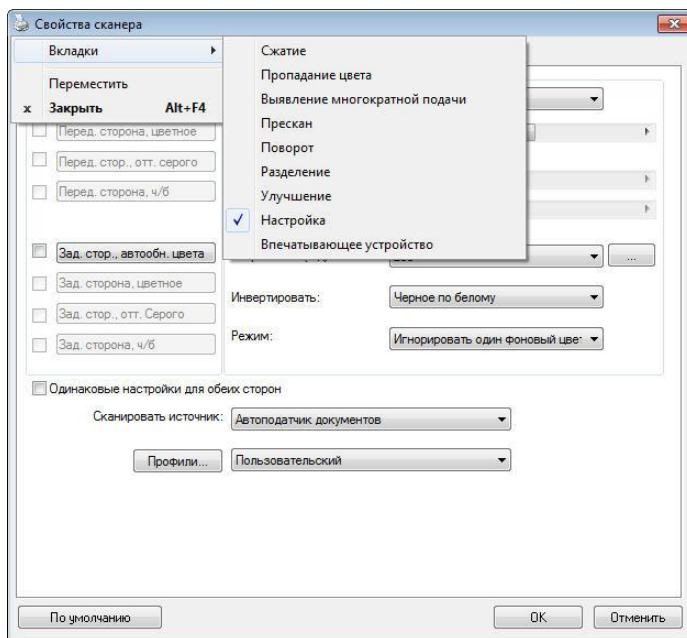 Свойства сканера
Вкладки
Переместить
x Закрыть Alt+F4
Сжатие
Пропадание цвета
Выявление многократной подачи
Прескан
Поворот
Разделение
Улучшение
Настройка
Впечатывающее устройство
Перед. сторона, цветное
Перед. стор., отт. серого
Перед. сторона, ч/б
Зад. стор., автообн. цвета
...
Зад. сторона, цветное
Инвертировать: Черное по белому
Зад. стор., отт. Серого
Режим: Игнорировать один фоновый цвет
Зад. сторона, ч/б
Одинаковые настройки для обеих сторон
Сканировать источник: Автоподатчик документов
Профили... Пользовательский
По умолчанию OK Отменить